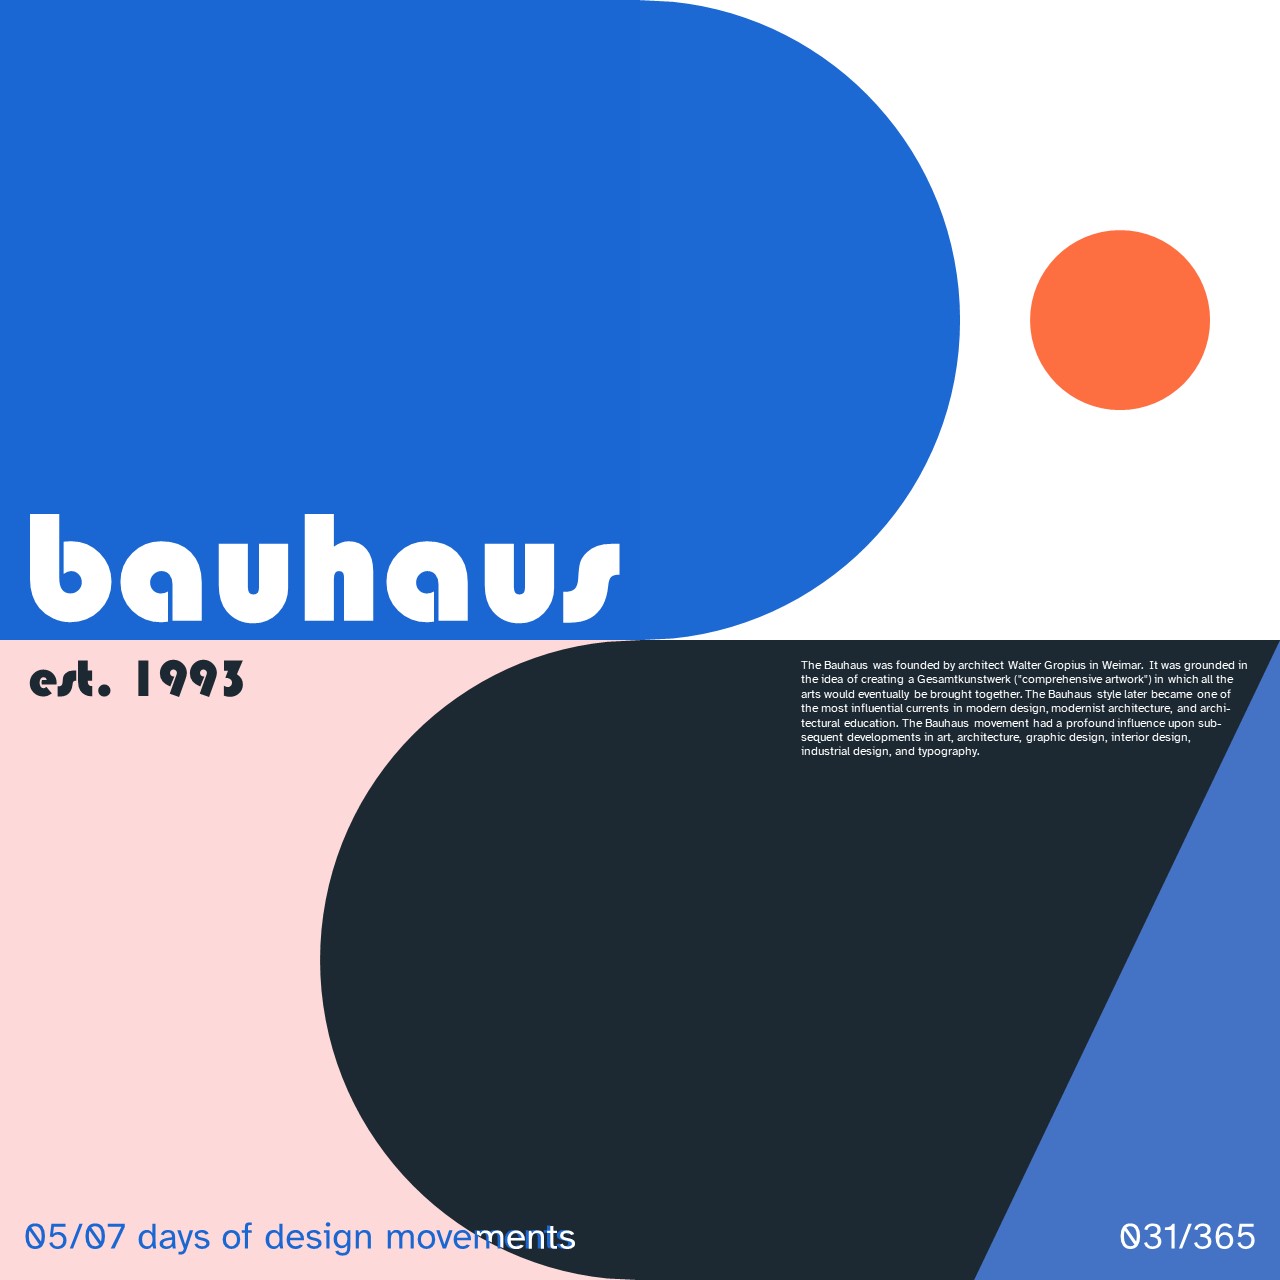 bauhaus
est. 1993
The Bauhaus was founded by architect Walter Gropius in Weimar. It was grounded in
the idea of creating a Gesamtkunstwerk ("comprehensive artwork") in which all the
arts would eventually be brought together. The Bauhaus style later became one of
the most influential currents in modern design, modernist architecture, and archi-
tectural education. The Bauhaus movement had a profound influence upon sub-
sequent developments in art, architecture, graphic design, interior design,
industrial design, and typography.
05/07 days of design movements
031/365